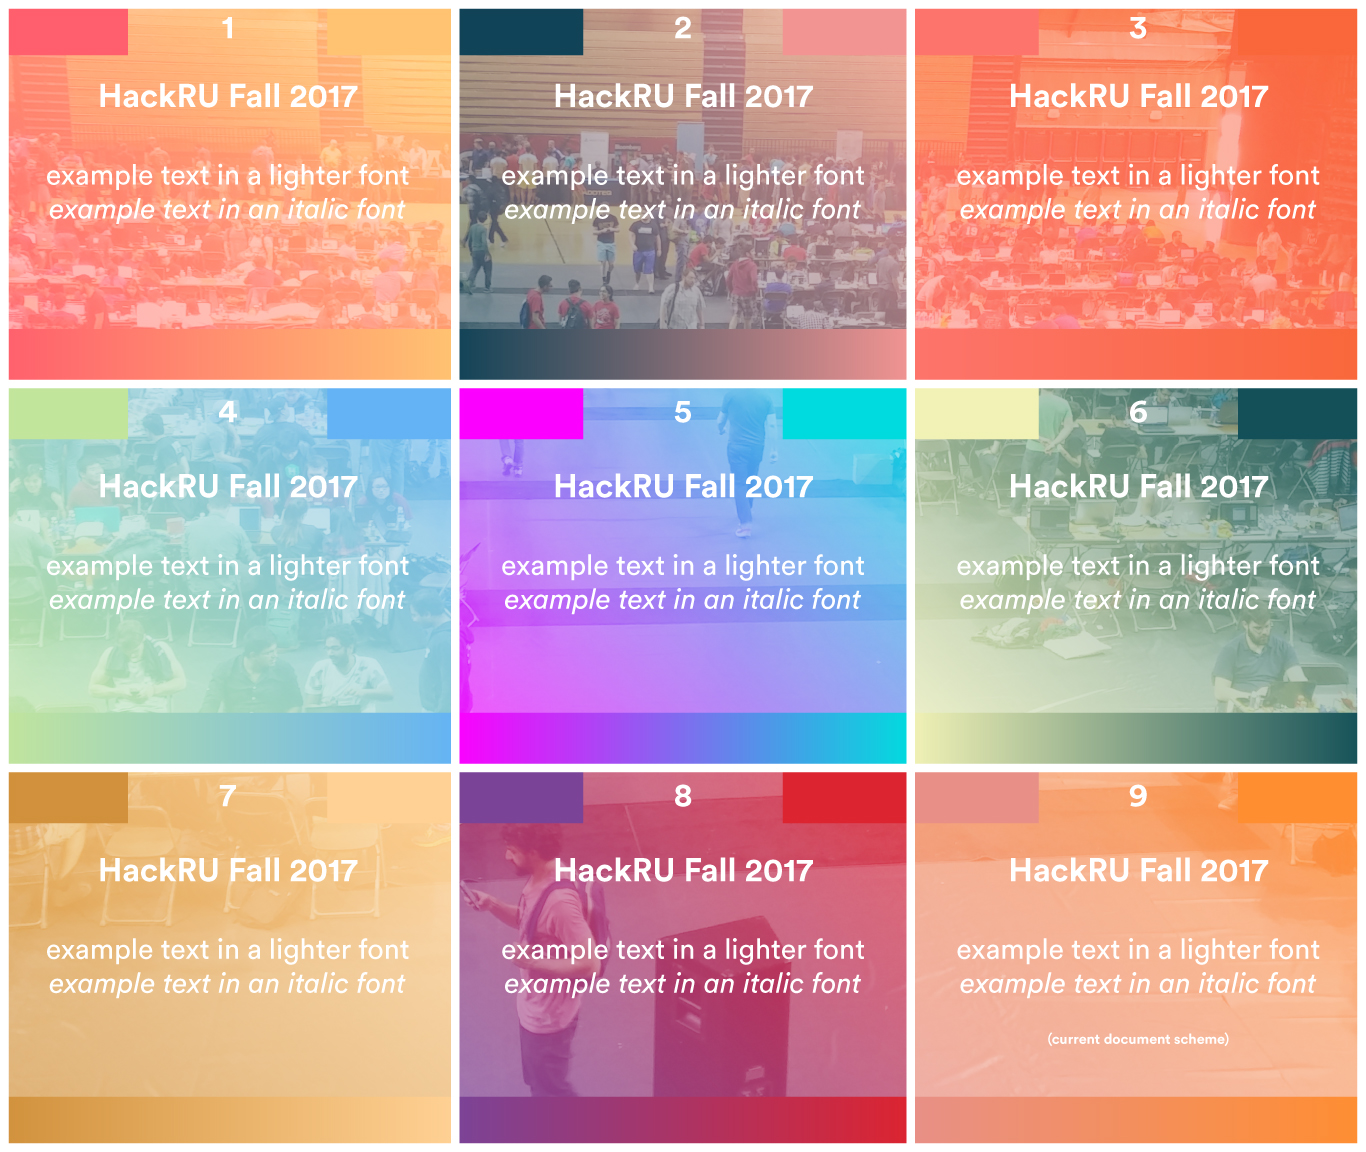 1
HackRU Fall 2017
example text in a lighter font
example text in an italic font
2
HackRU Fall 2017
example text in a lighter font
example text in an italic font
3
HackRU Fall 2017
example text in a lighter font
example text in an italic font
4
HackRU Fall 2017
example text in a lighter font
example text in an italic font
5
HackRU Fall 2017
example text in a lighter font
example text in an italic font
6
HackRU Fall 2017
example text in a lighter font
example text in an italic font
7
HackRU Fall 2017
example text in a lighter font
example text in an italic font
8
HackRU Fall 2017
example text in a lighter font
example text in an italic font
9
HackRU Fall 2017
example text in a lighter font
example text in an italic font
(current document scheme)